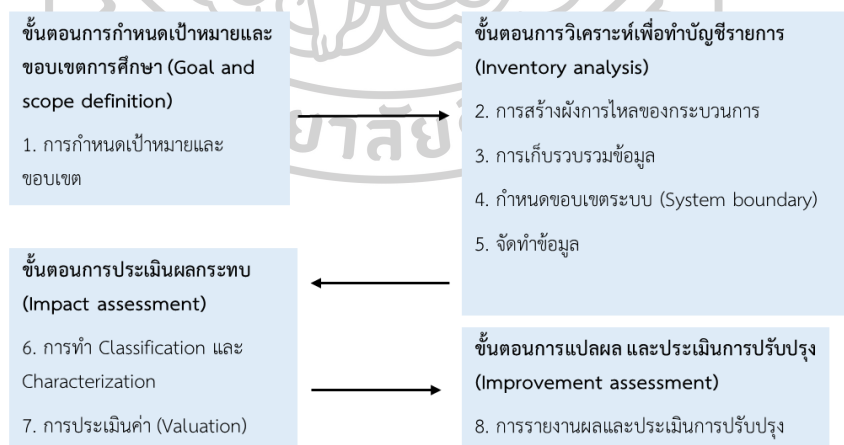 ขั้นตอนการกำหนดเป้าหมายและ
ขอบเขตการศึกษา (Goal and
scope definition)
1. การกำหนดเป้าหมายและ
ขอบเขต
ขั้นตอนการวิเคราะห์เพื่อทำบัญชีรายการ
(Inventory analysis)
2. การสร้างผังการไหลของกระบวนการ
3. การเก็บรวบรวมข้อมูล
4. กำหนดขอบเขตระบบ (System boundary)
5. จัดทำข้อมูล
ขั้นตอนการประเมินผลกระทบ
(Impact assessment)
6. การทำ Classification และ
Characterization
7. การประเมินค่า (Valuation)
ขั้นตอนการแปลผล และประเมินการปรับปรุง
(Improvement assessment)
8. การรายงานผลและประเมินการปรับปรุง